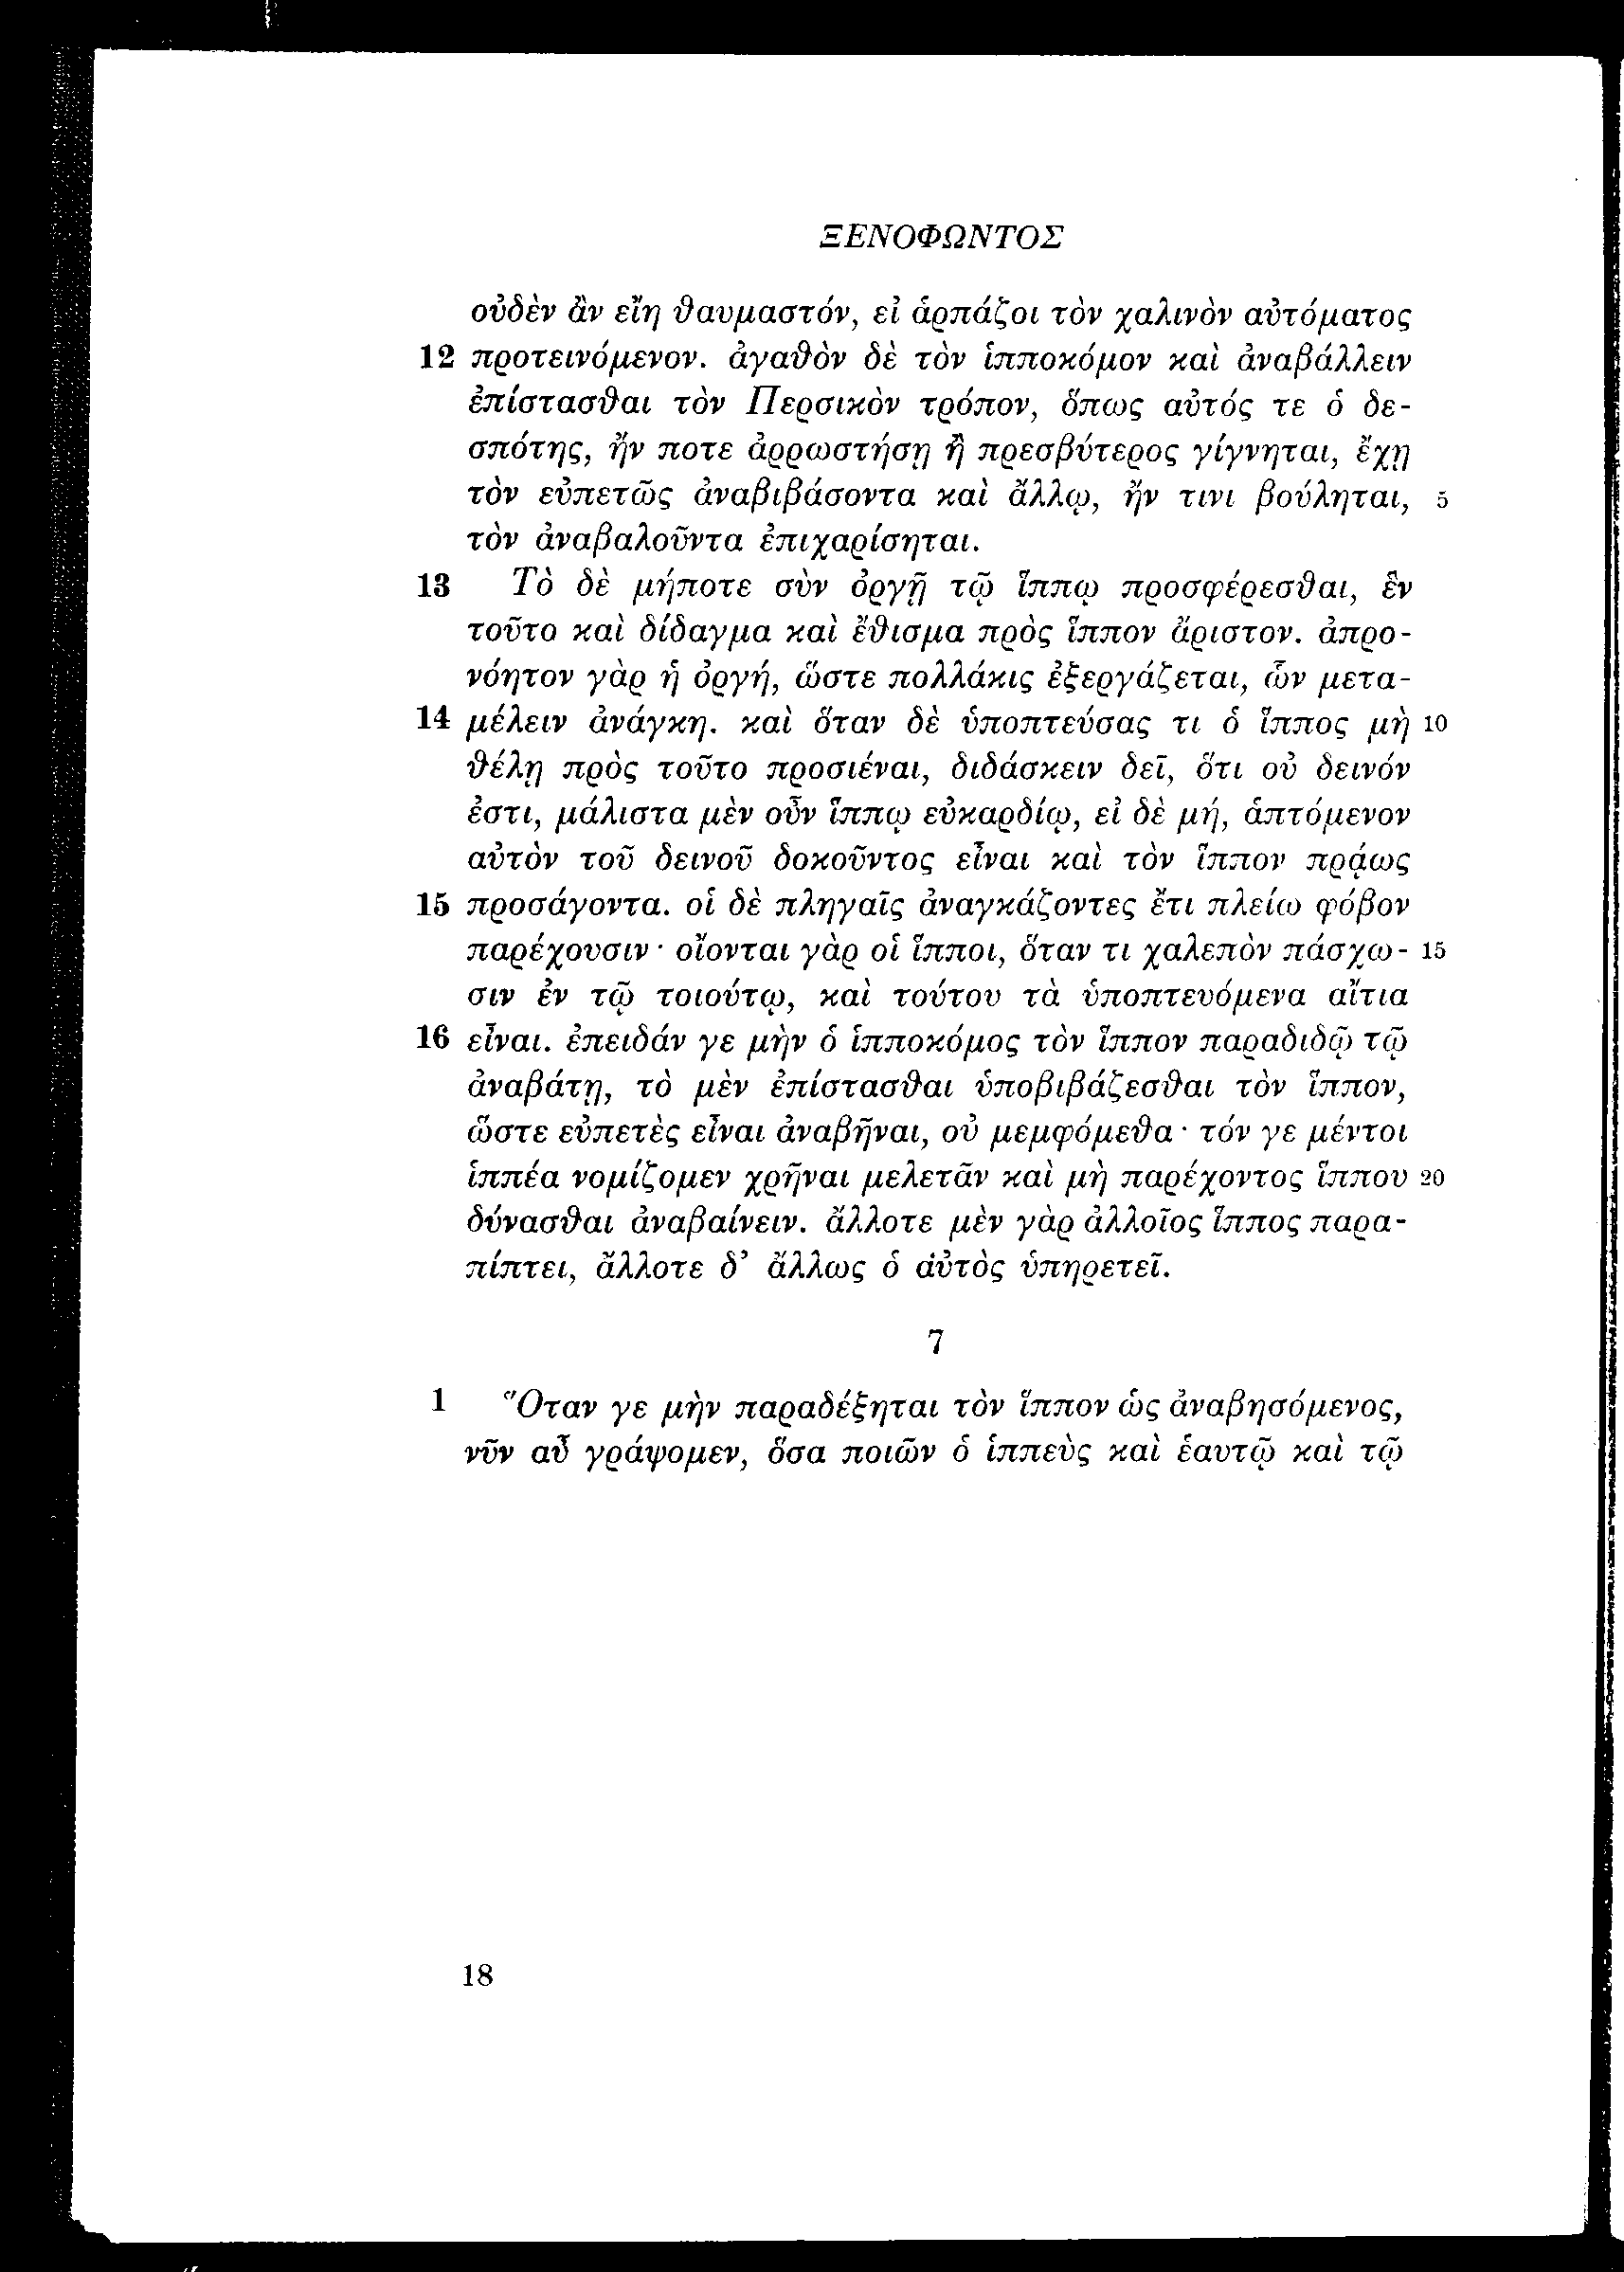 ΞΕΝΟΦΩΝΤΟΣ
οὐδὲν ἂν εἴη ϑαυμαστόν, εἰ ἁρπάζοι τὸν χαλινὸν αὐτόματος
12 προτεινόμενον. ἀγαϑὸν δὲ τὸν ἱπποκόμον καὶ ἀναβάλλειν
ἐπίστασϑαι τὸν Περσικὸν τρόπον, ὅπως αὐτός τε ὁ δε-
σπότης, ἤν ποτε ἀρρωστήσῃ ἢ πρεσβύτερος γίγνηται, ἔχῃ
τὸν εὐπετῶς ἀναβιβάσοντα καὶ ἄλλῳ, ἤν τινι βούληται, 5
τὸν ἀναβαλοῦντα ἐπιχαρίσηται.
13 Τὸ δὲ μήποτε σὺν ὀργῇ τῷ ἵππῳ προσφέρεσϑαι, ἓν
τοῦτο καὶ δίδαγμα καὶ ἔϑισμα πρὸς ἵππον ἄριστον. ἀπρο-
νόητον γὰρ ἡ ὀργή, ὥστε πολλάκις ἐξεργάζεται, ὧν μετα-
14 μέλειν ἀνάγκη. καὶ ὅταν δὲ ὑποπτεύσας τι ὁ ἵππος μὴ 10
ϑέλῃ πρὸς τοῦτο προσιέναι, διδάσκειν δεῖ, ὅτι οὐ δεινόν
ἐστι, μάλιστα μὲν οὖν ἵππῳ εὐκαρδίῳ, εἰ δὲ μή, ἁπτόμενον
αὐτὸν τοῦ δεινοῦ δοκοῦντος εἶναι καὶ τὸν ἵππον πράως
15 προσάγοντα. οἱ δὲ πληγαῖς ἀναγκάζοντες ἔτι πλείω φόβον
παρέχουσιν· οἴονται γὰρ οἱ ἵπποι, ὅταν τι χαλεπὸν πάσχω- 15
σιν ἐν τῷ τοιούτῳ, καὶ τούτου τὰ ὑποπτευόμενα αἴτια
16 εἶναι. ἐπειδάν γε μὴν ὁ ἱπποκόμος τὸν ἵππον παραδιδῷ τῷ
ἀναβάτῃ, τὸ μὲν ἐπίστασϑαι ὑποβιβάζεσϑαι τὸν ἵππον,
ὥστε εὐπετὲς εἶναι ἀναβῆναι, οὐ μεμφόμεϑα· τόν γε μέντοι
ἱππέα νομίζομεν χρῆναι μελετᾶν καὶ μὴ παρέχοντος ἵππου 20
δύνασϑαι ἀναβαίνειν. ἄλλοτε μὲν γὰρ ἀλλοῖος ἵππος παρα-
πίπτει, ἄλλοτε δ’ ἄλλως ὁ αὐτὸς ὑπηρετεῖ.
7
1 Ὅταν γε μὴν παραδέξηται τὸν ἵππον ὡς ἀναβησόμενος,
νῦν αὖ γράψομεν, ὅσα ποιῶν ὁ ἱππεὺς καὶ ἑαυτῷ καὶ τῷ
18